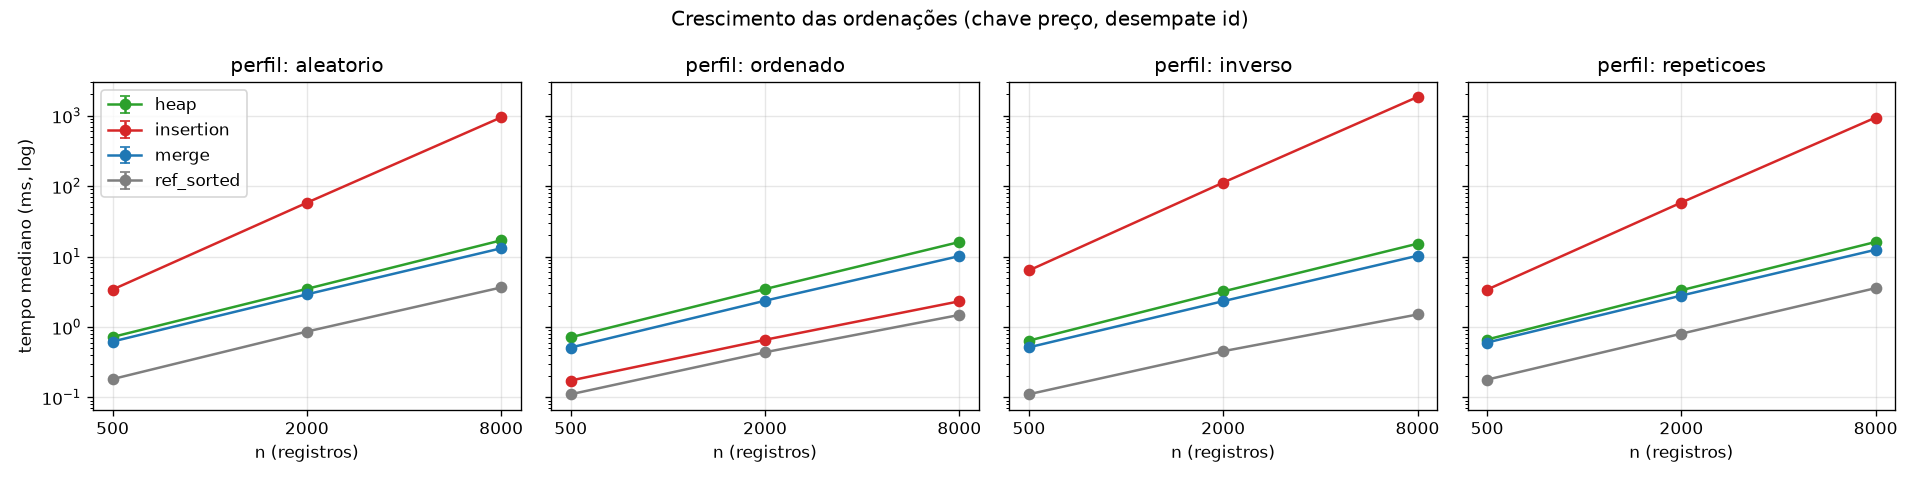 Crescimento das ordenações (chave preço, desempate id)
perfil: aleatorio
perfil: ordenado
perfil: inverso
perfil: repeticoes
heap
insertion
merge
ref_sorted
tempo mediano (ms, log)
10³
10²
10¹
10⁰
10⁻¹
500 2000 8000
500 2000 8000
500 2000 8000
500 2000 8000
n (registros)
n (registros)
n (registros)
n (registros)